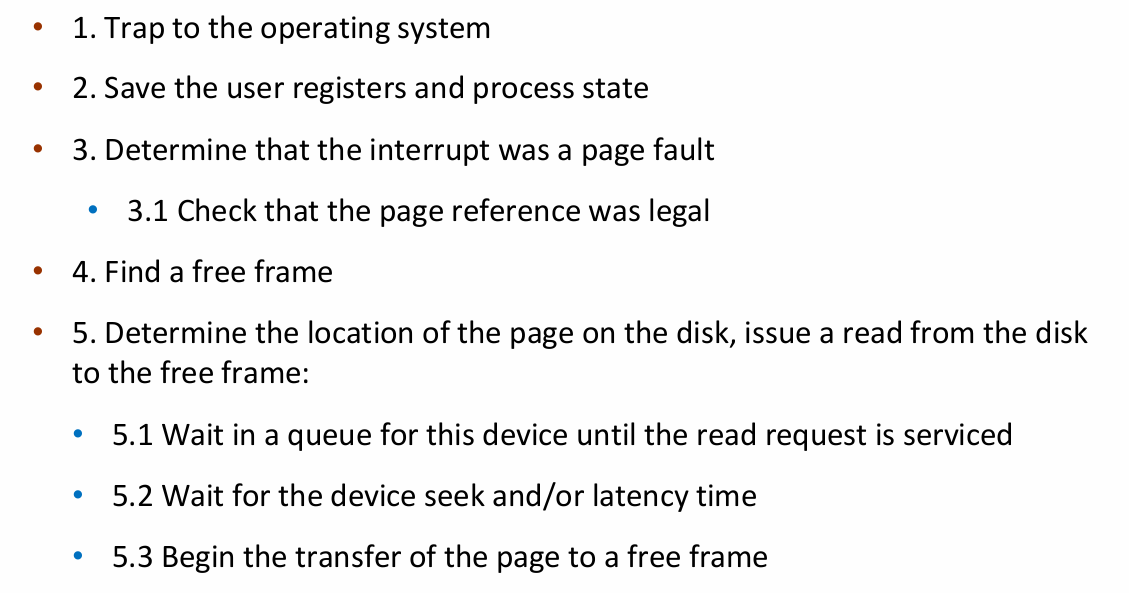 • 1. Trap to the operating system
• 2. Save the user registers and process state
• 3. Determine that the interrupt was a page fault
• 3.1 Check that the page reference was legal
• 4. Find a free frame
• 5. Determine the location of the page on the disk, issue a read from the disk
to the free frame:
• 5.1 Wait in a queue for this device until the read request is serviced
• 5.2 Wait for the device seek and/or latency time
• 5.3 Begin the transfer of the page to a free frame